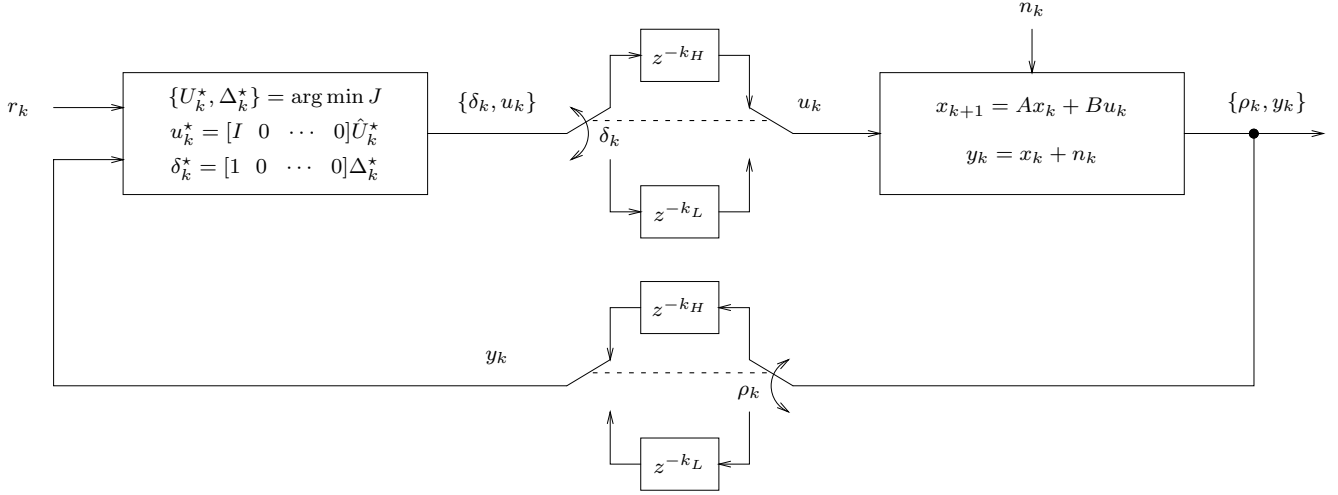 n_k
z^{-k_H}
r_k
{U_k^⋆, Δ_k^⋆} = arg min J
u_k^⋆ = [I 0 ⋯ 0]Û_k^⋆
δ_k^⋆ = [1 0 ⋯ 0]Δ_k^⋆
{δ_k, u_k}
δ_k
u_k
x_{k+1} = Ax_k + Bu_k
y_k = x_k + n_k
{ρ_k, y_k}
z^{-k_L}
z^{-k_H}
y_k
ρ_k
z^{-k_L}